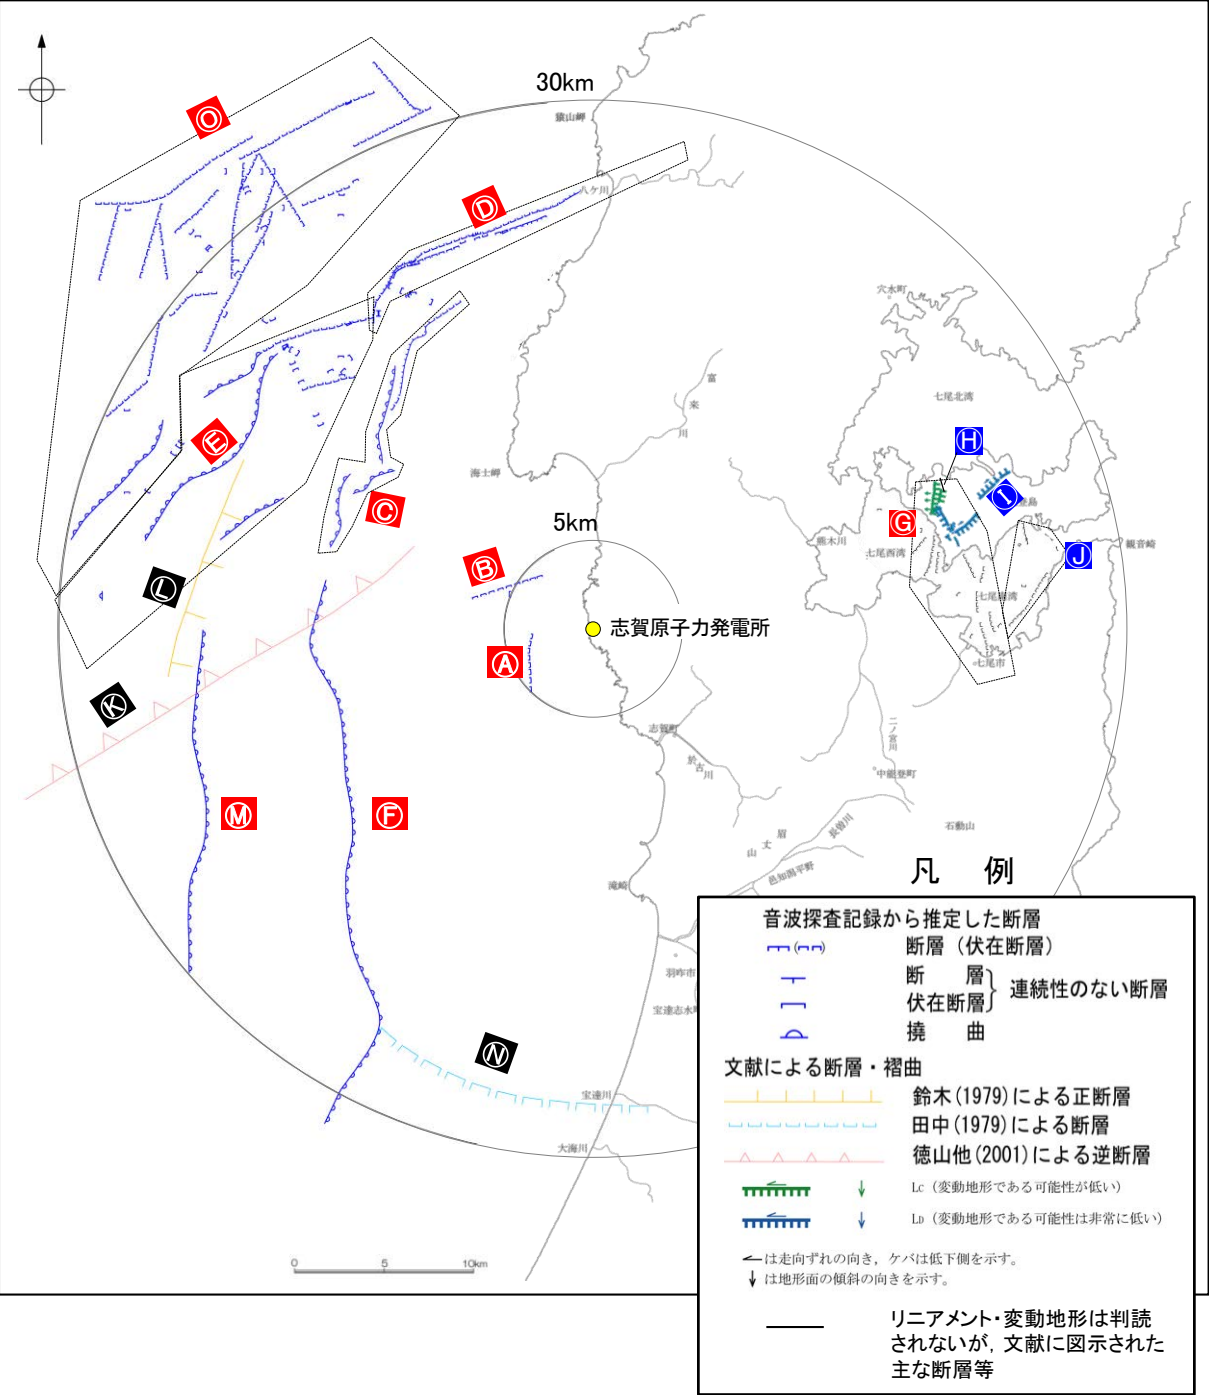 30km
猿山岬
Ⓞ
八ケ川
Ⓓ
穴水町
富
来
川
七尾北湾
Ⓗ
Ⓔ
海士岬
Ⓘ
Ⓒ
5km
Ⓖ
熊木川
七尾西湾
観音崎
Ⓙ
Ⓑ
Ⓛ
七尾南湾
志賀原子力発電所
Ⓐ
七尾市
Ⓚ
志賀町
於
古
川
二ノ宮川
中能登町
Ⓜ
Ⓕ
長曽川
石動山
眉
丈
山
邑知潟平野
滝崎
羽咋市
宝達志水
Ⓝ
宝達川
大海川
0 5 10km
凡 例
音波探査記録から推定した断層
断層（伏在断層）
断 層
伏在断層
連続性のない断層
撓 曲
文献による断層・褶曲
鈴木(1979)による正断層
田中(1979)による断層
徳山他(2001)による逆断層
LC（変動地形である可能性が低い）
LD（変動地形である可能性は非常に低い）
は走向ずれの向き，ケバは低下側を示す。
は地形面の傾斜の向きを示す。
リニアメント・変動地形は判読
されないが，文献に図示された
主な断層等